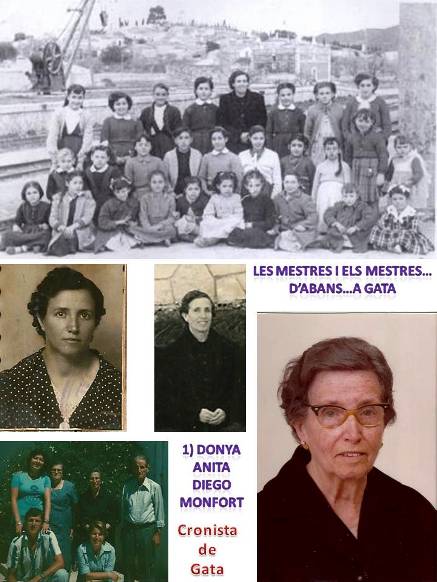 LES MESTRES I ELS MESTRES...
D'ABANS...A GATA
1) DONYA
ANITA
DIEGO
MONFORT
Cronista
de
Gata